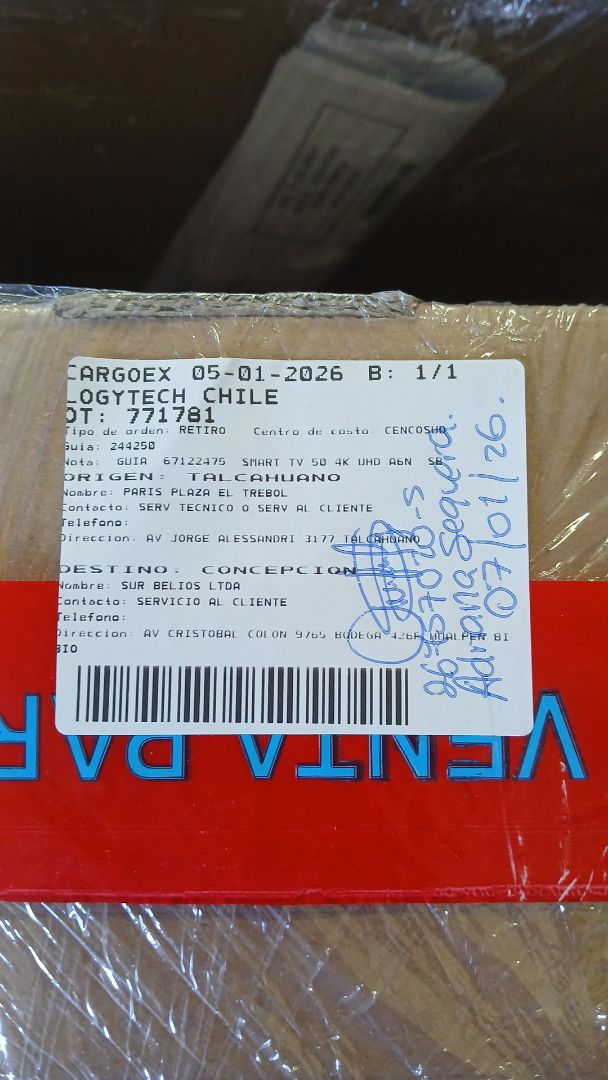 CARGOEX 05-01-2026 B: 1/1
LOGYTECH CHILE
OT: 771781
Tipo de orden: RETIRO Centro de costo: CENCOSUD
Guia: 244250
Nota: GUIA 67122475 SMART TV 50 4K UHD A6N SB
ORIGEN: TALCAHUANO
Nombre: PARIS PLAZA EL TREBOL
Contacto: SERV TECNICO O SERV AL CLIENTE
Telefono:
Direccion: AV JORGE ALESSANDRI 3177 TALCAHUANO
DESTINO: CONCEPCION
Nombre: SUR BELIOS LTDA
Contacto: SERVICIO AL CLIENTE
Telefono:
Direccion: AV CRISTOBAL COLON 9765 BODEGA 426F HUALPEN BI
BIO
Adriana Sequera.
07/01/26.
VENTA PAR